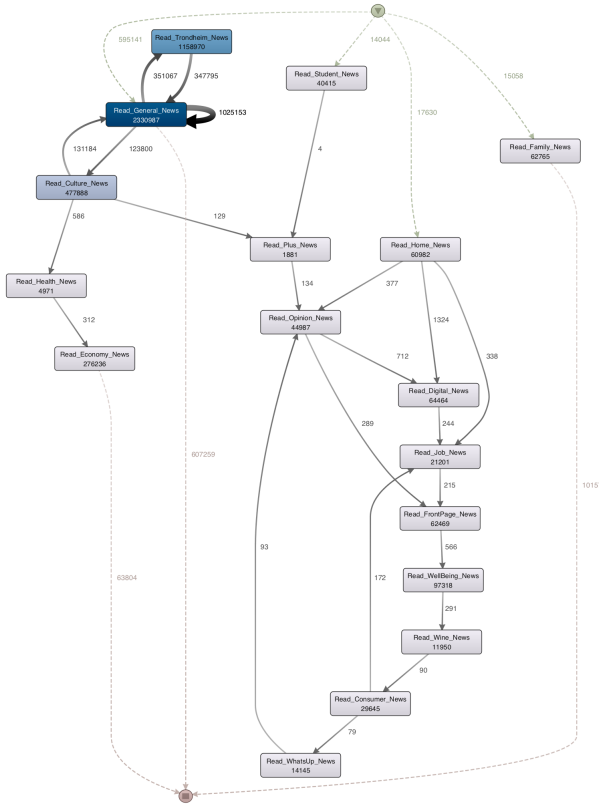 595141
14044
15058
17630
Read_Trondheim_News
1158970
351067
347795
Read_Student_News
40415
Read_General_News
2330987
1025153
131184
123800
4
Read_Family_News
62765
Read_Culture_News
477888
586
129
Read_Plus_News
1881
Read_Home_News
60982
Read_Health_News
4971
134
377
312
Read_Opinion_News
44987
1324
338
Read_Economy_News
276236
712
Read_Digital_News
64464
289
244
Read_Job_News
21201
607259
215
1015
Read_FrontPage_News
62469
93
566
63804
172
Read_WellBeing_News
97318
291
Read_Wine_News
11950
90
Read_Consumer_News
29645
79
Read_WhatsUp_News
14145